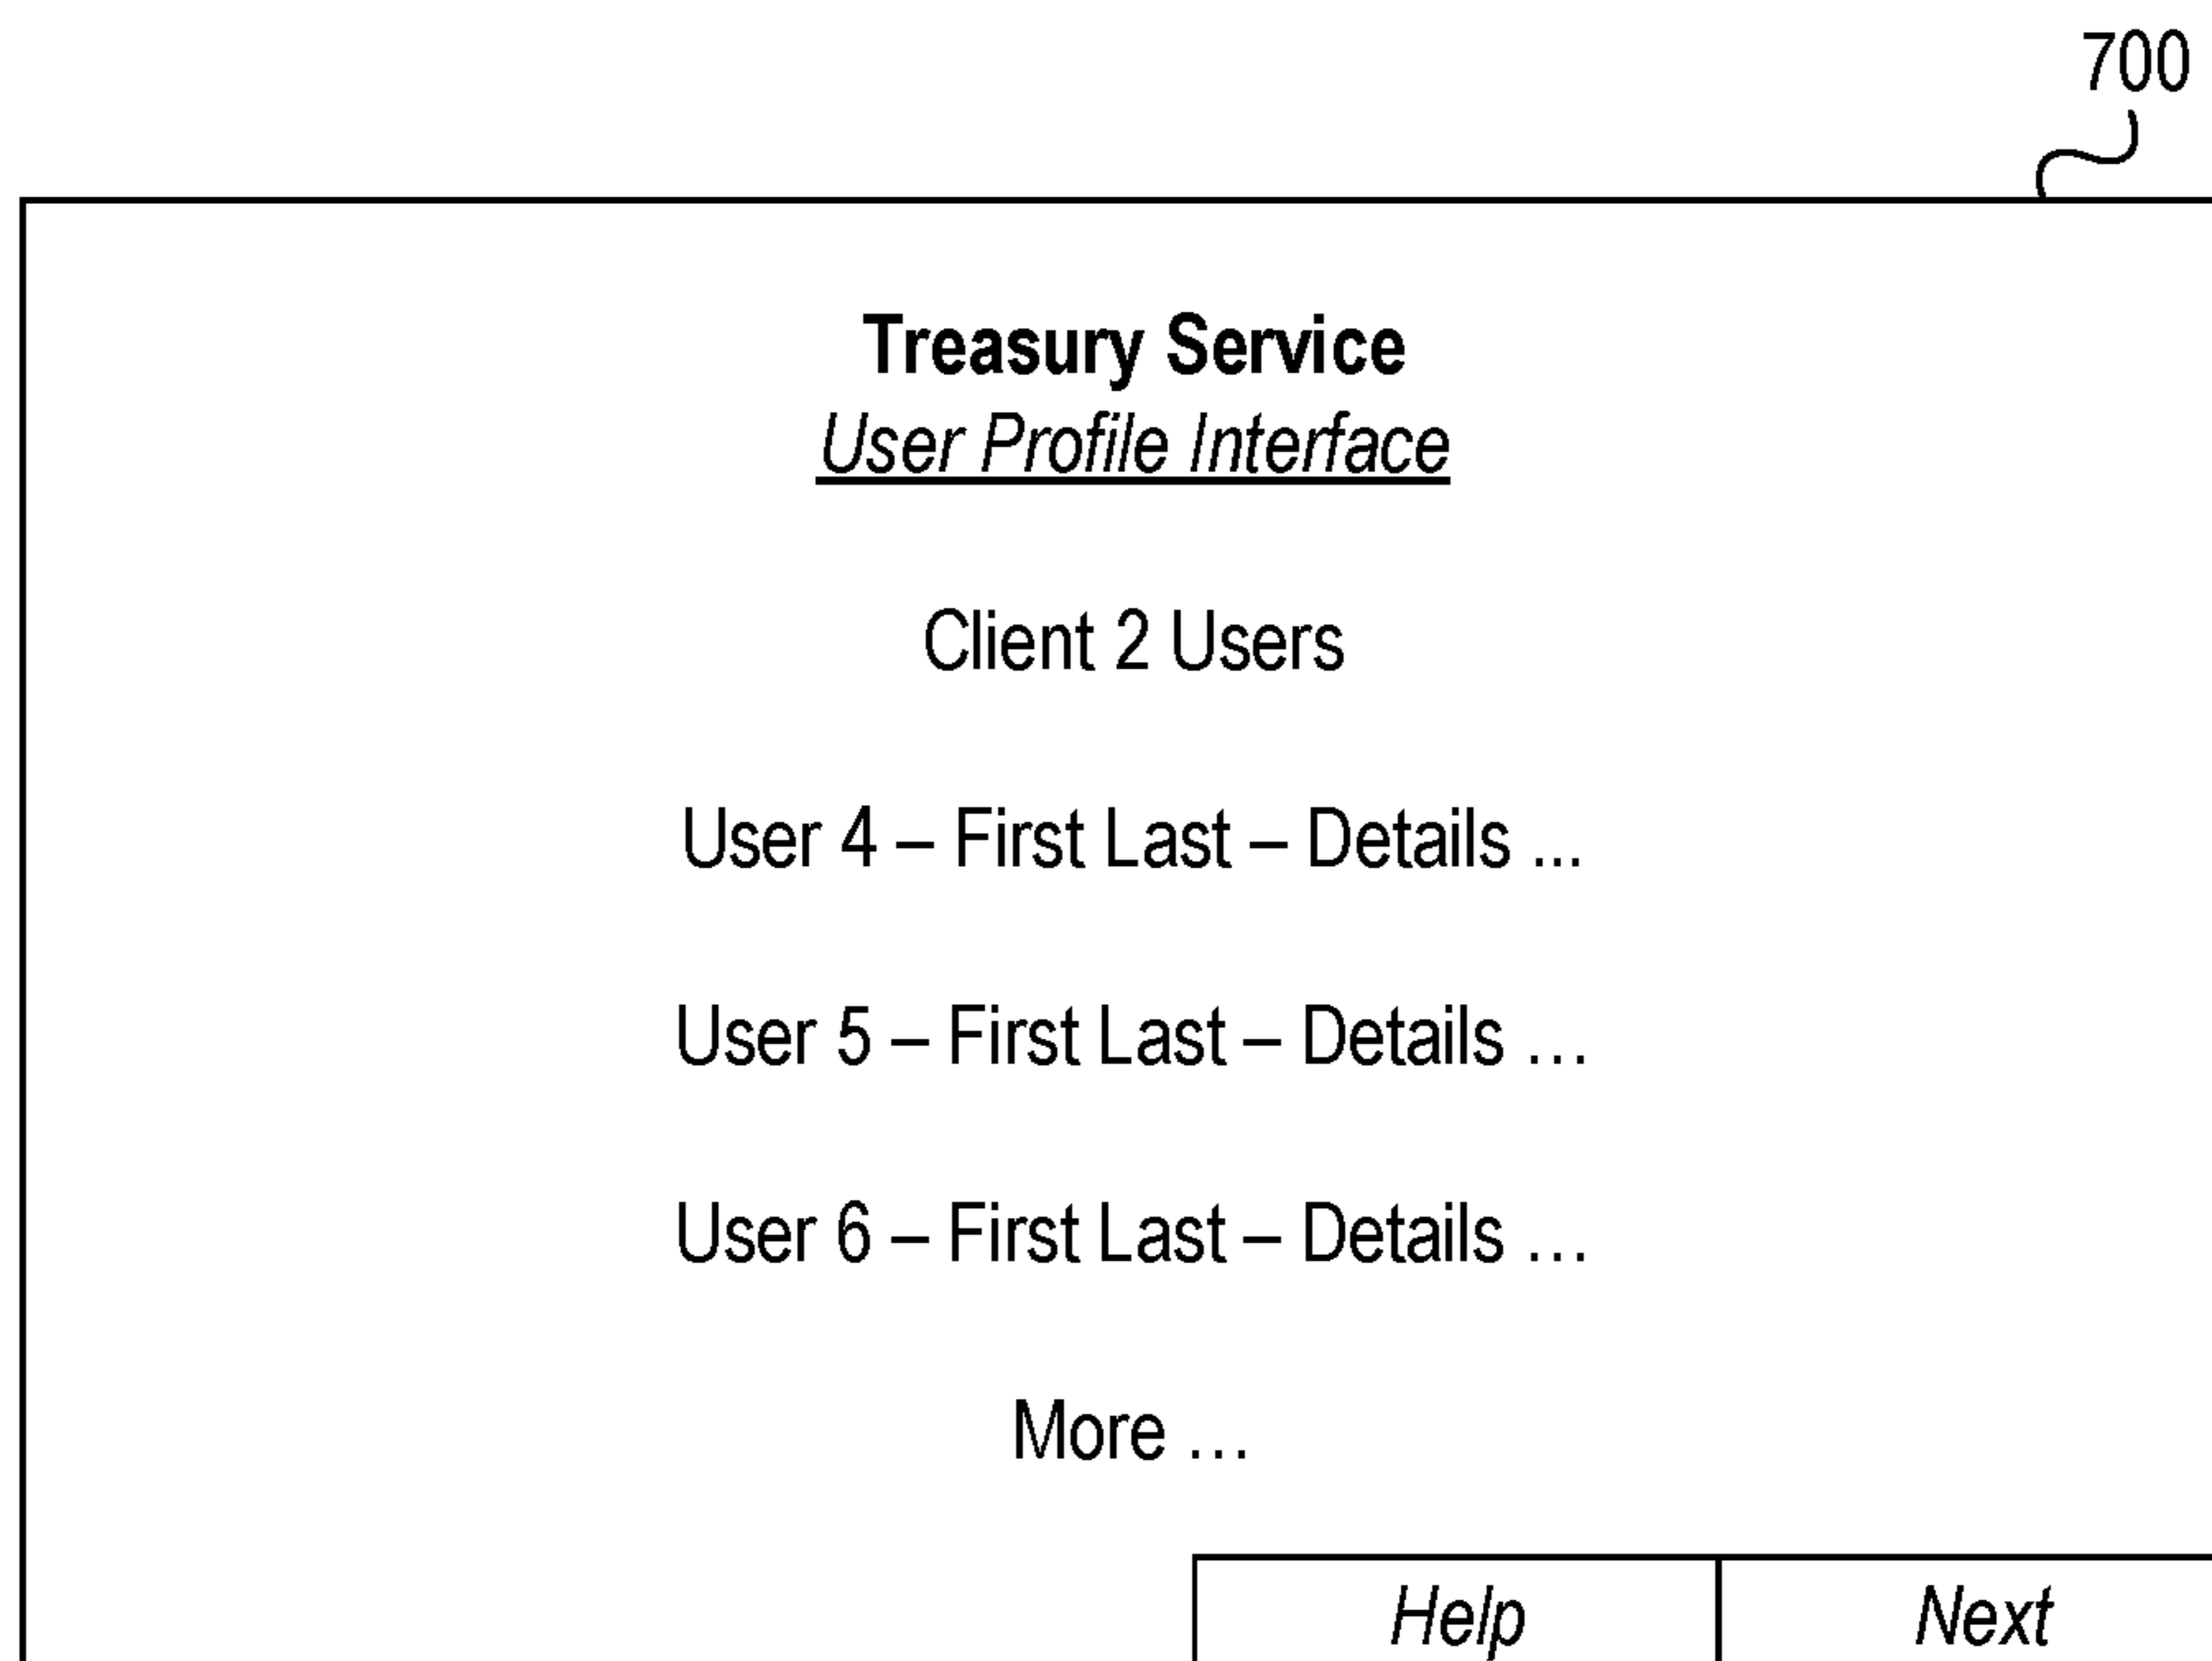 700
Treasury Service
User Profile Interface
Client 2 Users
User 4 – First Last – Details ...
User 5 – First Last – Details …
User 6 – First Last – Details …
More …
Help Next